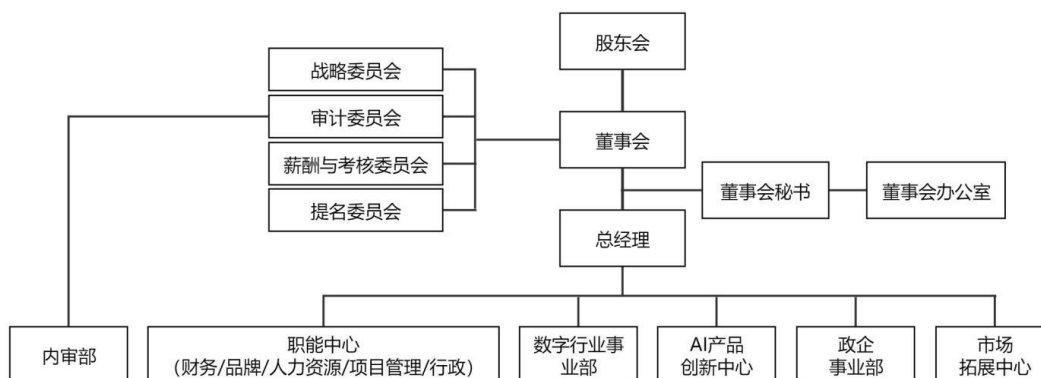 股东会
战略委员会
审计委员会
董事会
薪酬与考核委员会
董事会秘书
董事会办公室
提名委员会
总经理
内审部
职能中心
(财务/品牌/人力资源/项目管理/行政)
数字行业事
业部
AI产品
创新中心
政企
事业部
市场
拓展中心